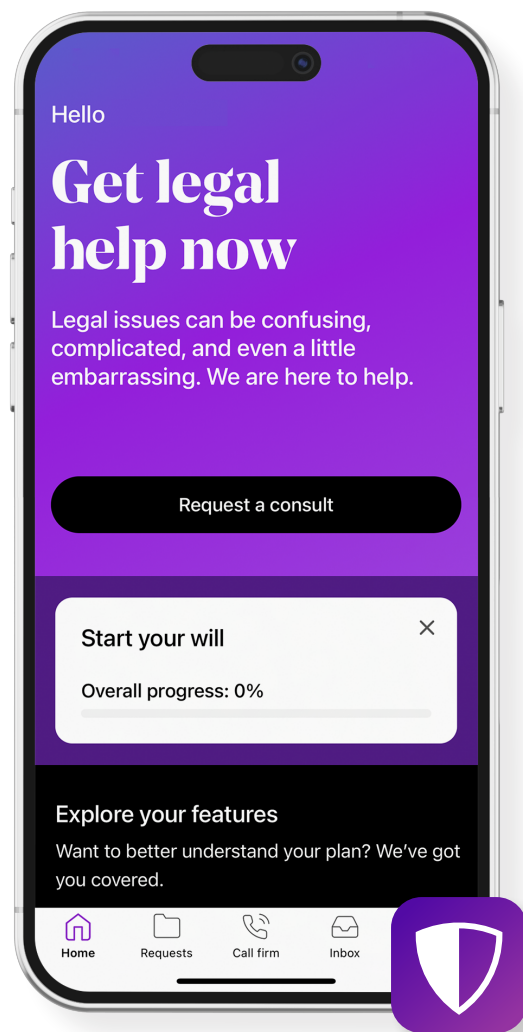 Hello
Get legal
help now
Legal issues can be confusing,
complicated, and even a little
embarrassing. We are here to help.
Request a consult
Start your will
Overall progress: 0%
Explore your features
Want to better understand your plan? We’ve got
you covered.
Home
Requests
Call firm
Inbox